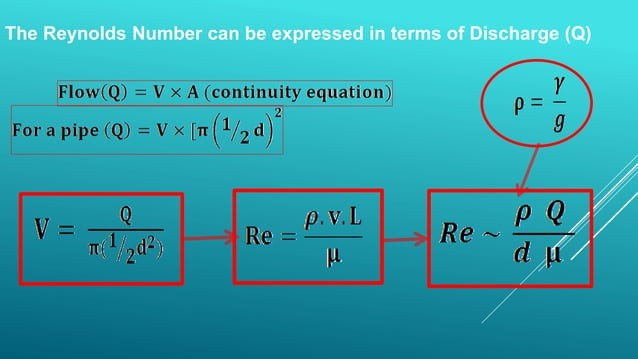 The Reynolds Number can be expressed in terms of Discharge (Q)
Flow(Q) = V × A (continuity equation)
For a pipe (Q) = V × [π (1/2 d)²
ρ = γ/g
V = Q/π(1/2d²)
Re = ρ.v.L/μ
Re ~ ρ Q/d μ